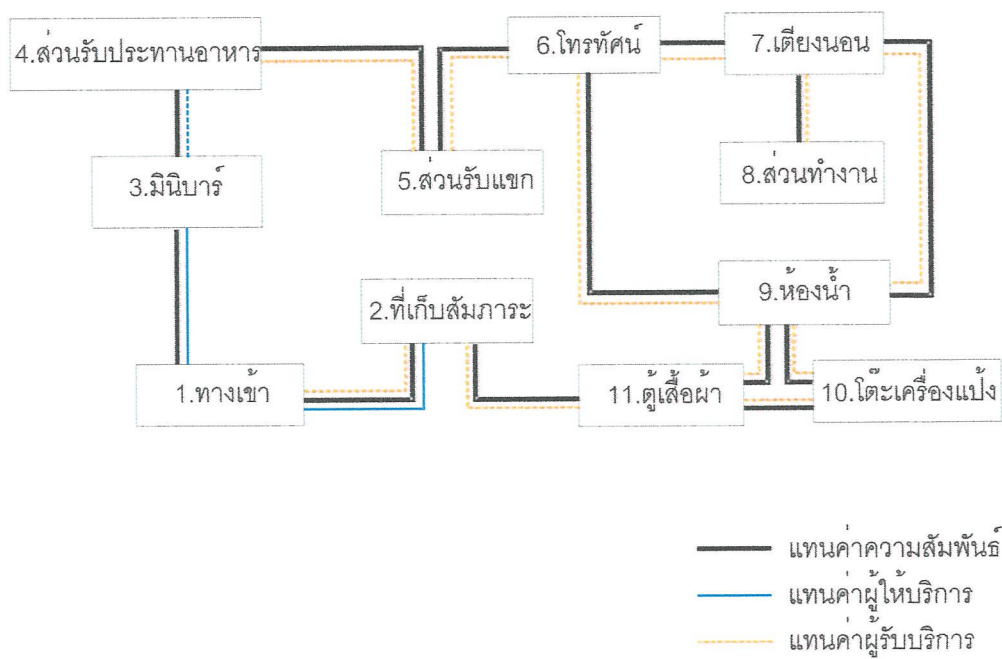 4.ส่วนรับประทานอาหาร
6.โทรทัศน์
7.เตียงนอน
3.มินิบาร์
5.ส่วนรับแขก
8.ส่วนทำงาน
2.ที่เก็บสัมภาระ
9.ห้องน้ำ
1.ทางเข้า
11.ตู้เสื้อผ้า
10.โต๊ะเครื่องแป้ง
แทนค่าความสัมพันธ์
แทนค่าผู้ให้บริการ
แทนค่าผู้รับบริการ